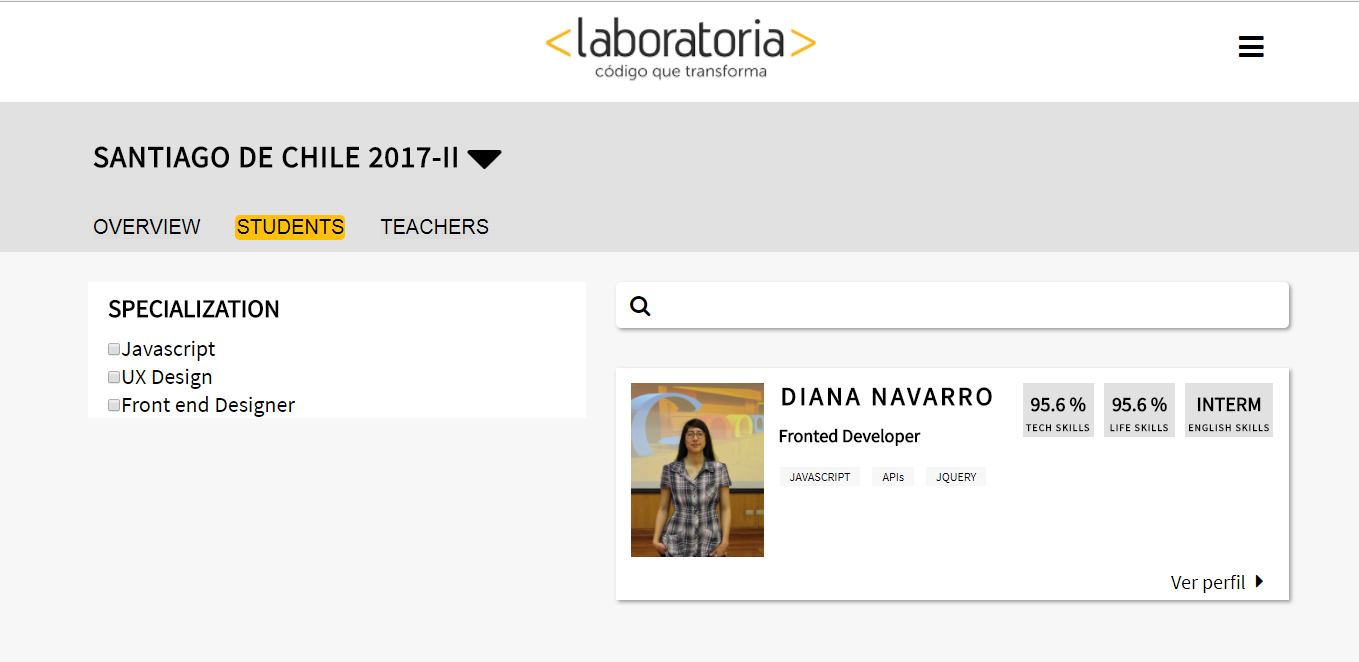 <laboratoria>
código que transforma
SANTIAGO DE CHILE 2017-II
OVERVIEW STUDENTS TEACHERS
SPECIALIZATION
Javascript
UX Design
Front end Designer
DIANA NAVARRO
Fronted Developer
JAVASCRIPT APIs JQUERY
95.6 % 95.6 % INTERM
TECH SKILLS LIFE SKILLS ENGLISH SKILLS
Ver perfil